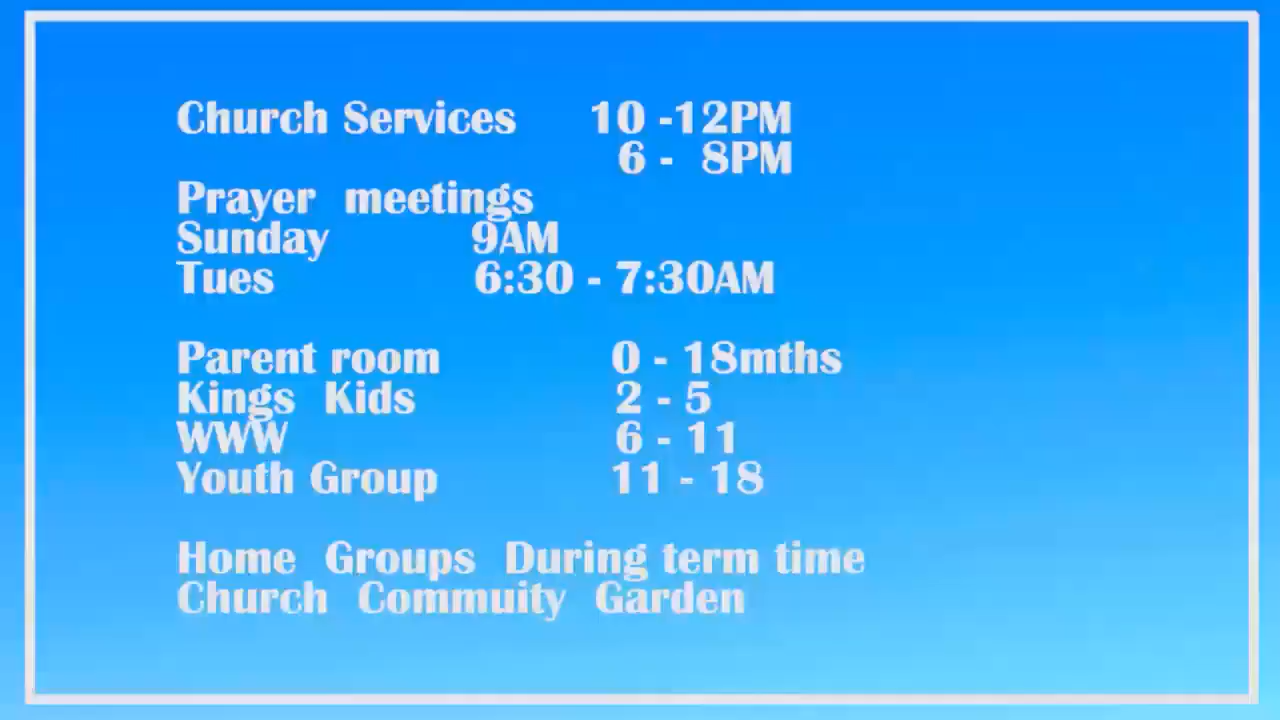 Church Services 10 -12PM
6 - 8PM
Prayer meetings
Sunday 9AM
Tues 6:30 - 7:30AM
Parent room 0 - 18mths
Kings Kids 2 - 5
WWW 6 - 11
Youth Group 11 - 18
Home Groups During term time
Church Commuity Garden